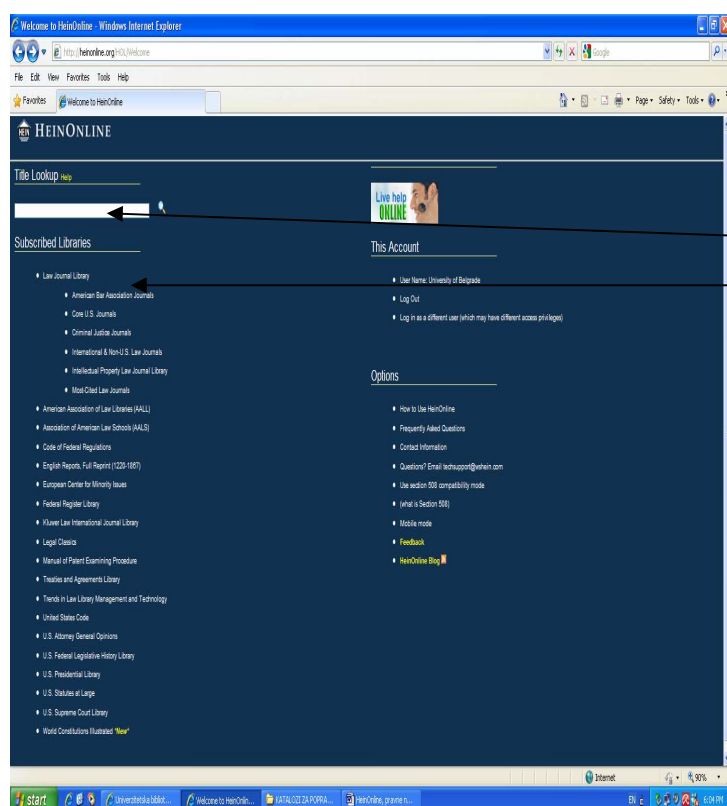 Welcome to HeinOnline - Windows Internet Explorer
http://heinonline.org/HOL/Welcome
Google
File Edit View Favorites Tools Help
Favorites Welcome to HeinOnline
Page Safety Tools
HEIN HEINONLINE
Title Lookup Help
Live help
ONLINE
Subscribed Libraries
This Account
Law Journal Library
American Bar Association Journals
Core U.S. Journals
Criminal Justice Journals
International & Non-U.S. Law Journals
Intellectual Property Law Journal Library
Most-Cited Law Journals
American Association of Law Libraries (AALL)
Association of American Law Schools (AALS)
Code of Federal Regulations
English Reports, Full Reprint (1220-1867)
European Center for Minority Issues
Federal Register Library
Kluwer Law International Journal Library
Legal Classics
Manual of Patent Examining Procedure
Treaties and Agreements Library
Trends in Law Library Management and Technology
United States Code
U.S. Attorney General Opinions
U.S. Federal Legislative History Library
U.S. Presidential Library
U.S. Statutes at Large
U.S. Supreme Court Library
World Constitutions Illustrated *New*
User Name: University of Belgrade
Log Out
Log in as a different user (which may have different access privileges)
Options
How to Use HeinOnline
Frequently Asked Questions
Contact Information
Questions? Email techsupport@wshein.com
Use section 508 compatibility mode
(what is Section 508)
Mobile mode
Feedback
HeinOnline Blog
Internet 90%
start Univerzitetska bibliot... Welcome to HeinOnlin... KATALOZI ZA POPRA... HeinOnline, pravne n... EN 6:04 PM